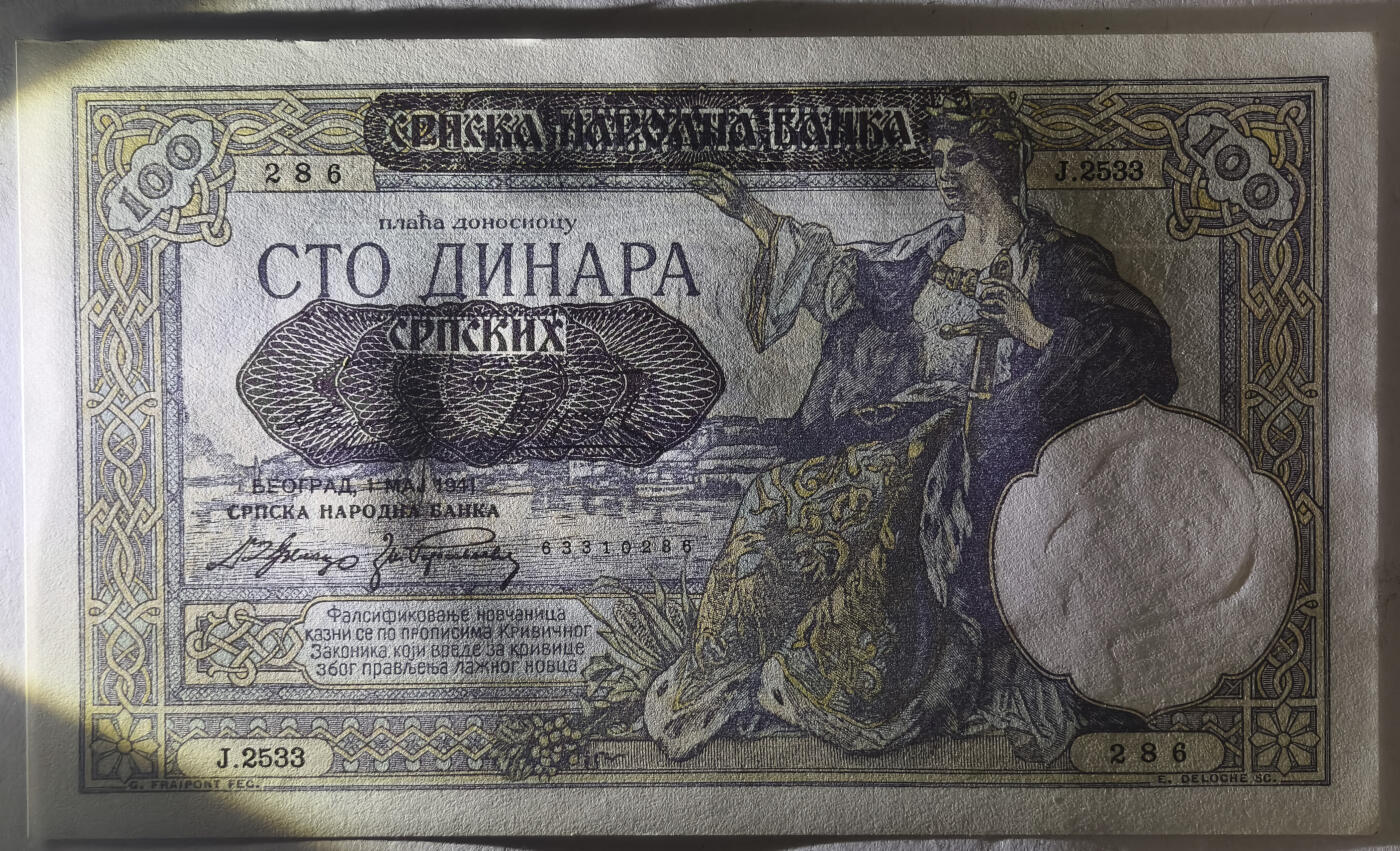 СРПСКА НАРОДНА БАНКА
100
286
Ј.2533
100
плаћа доносиоцу
СТО ДИНАРА
СРПСКИХ
БЕОГРАД, 1 МАЈ 1941
СРПСКА НАРОДНА БАНКА
63310286
Фалсификовање новчаница
казни се по прописима Кривичног
Законика, који вреде за кривице
због прављења лажног новца
Ј.2533
286
G. FRAIPONT FEC.
E. DELOCHE SC.